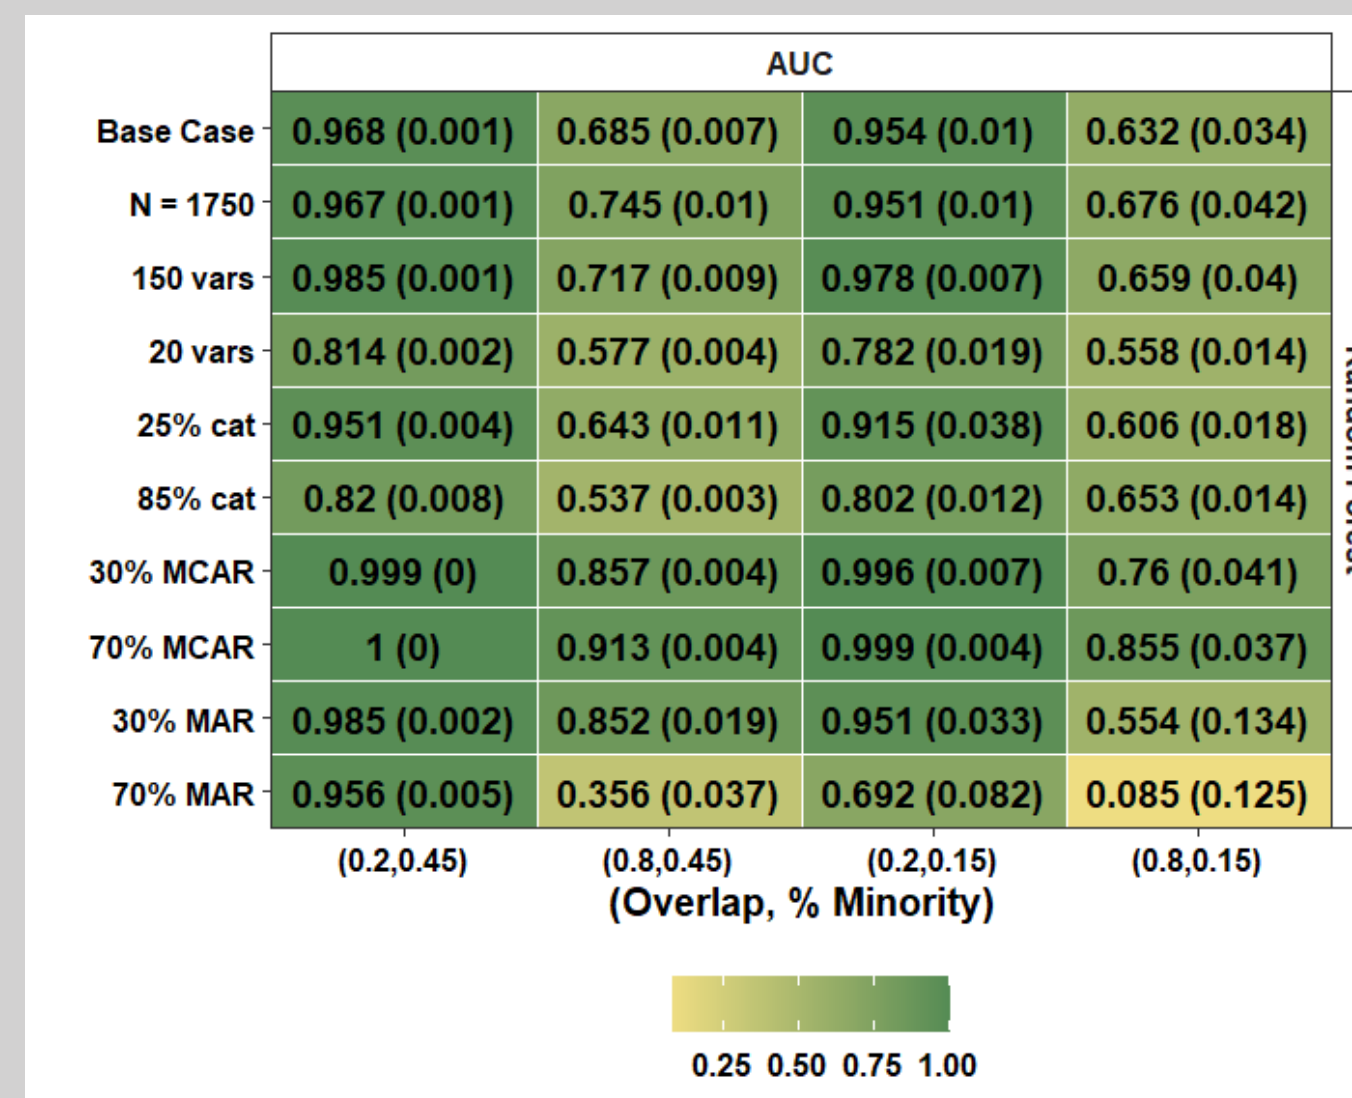 AUC
Base Case 0.968 (0.001) 0.685 (0.007) 0.954 (0.01) 0.632 (0.034)
N = 1750 0.967 (0.001) 0.745 (0.01) 0.951 (0.01) 0.676 (0.042)
150 vars 0.985 (0.001) 0.717 (0.009) 0.978 (0.007) 0.659 (0.04)
20 vars 0.814 (0.002) 0.577 (0.004) 0.782 (0.019) 0.558 (0.014)
25% cat 0.951 (0.004) 0.643 (0.011) 0.915 (0.038) 0.606 (0.018)
85% cat 0.82 (0.008) 0.537 (0.003) 0.802 (0.012) 0.653 (0.014)
30% MCAR 0.999 (0) 0.857 (0.004) 0.996 (0.007) 0.76 (0.041)
70% MCAR 1 (0) 0.913 (0.004) 0.999 (0.004) 0.855 (0.037)
30% MAR 0.985 (0.002) 0.852 (0.019) 0.951 (0.033) 0.554 (0.134)
70% MAR 0.956 (0.005) 0.356 (0.037) 0.692 (0.082) 0.085 (0.125)
(0.2,0.45) (0.8,0.45) (0.2,0.15) (0.8,0.15)
(Overlap, % Minority)
0.25 0.50 0.75 1.00